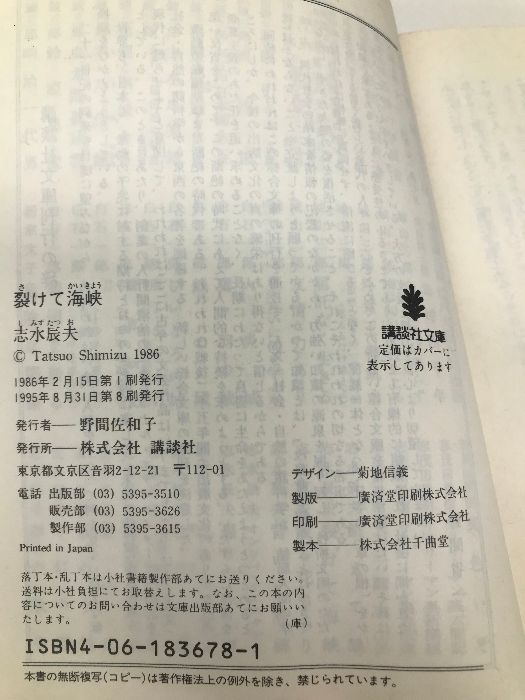 裂けて海峡
さ かいきょう
志水辰夫
しみずたつお
© Tatsuo Shimizu 1986
1986年2月15日第1刷発行
1995年8月31日第8刷発行
発行者──野間佐和子
発行所──株式会社 講談社
東京都文京区音羽2-12-21 〒112-01
電話 出版部 (03) 5395-3510
販売部 (03) 5395-3626
製作部 (03) 5395-3615
Printed in Japan
講談社文庫
定価はカバーに
表示してあります
デザイン──菊地信義
製版──廣済堂印刷株式会社
印刷──廣済堂印刷株式会社
製本──株式会社千曲堂
落丁本・乱丁本は小社書籍製作部あてにお送りください。
送料は小社負担にてお取替えします。なお、この本の内
容についてのお問い合わせは文庫出版部あてにお願いい
たします。
(庫)
ISBN4-06-183678-1
本書の無断複写(コピー)は著作権法上の例外を除き、禁じられています。